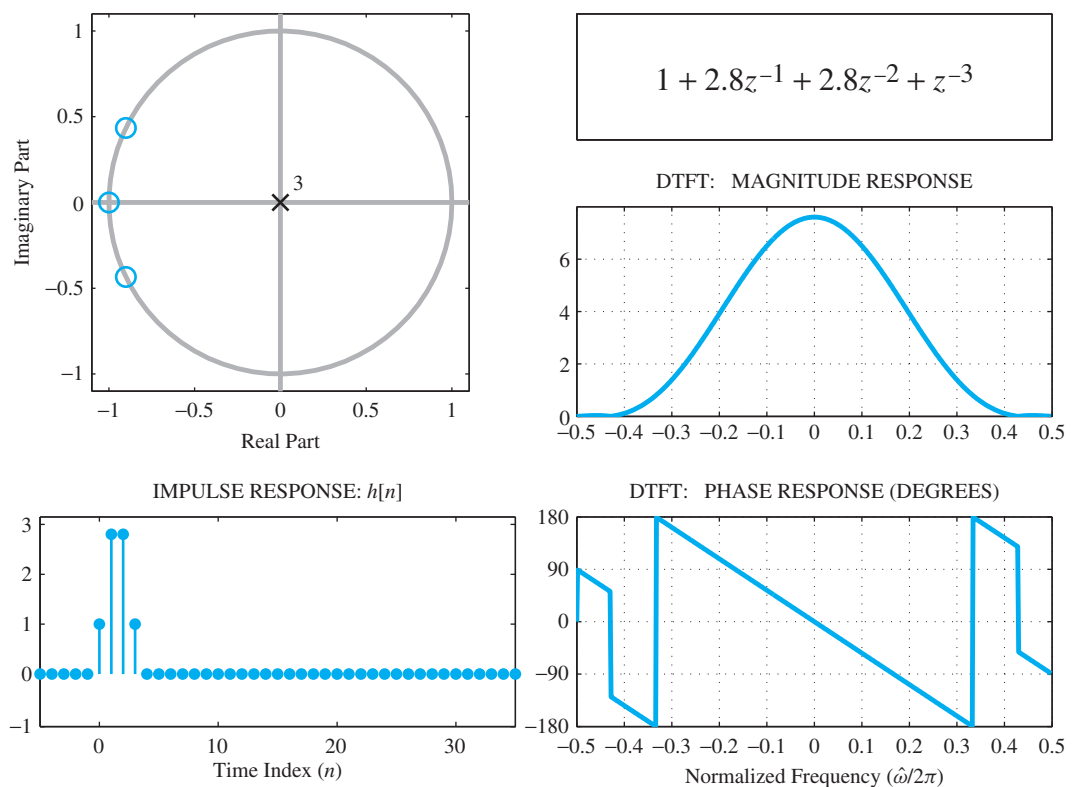 1
0.5
0
−0.5
−1
Imaginary Part
3
−1 −0.5 0 0.5 1
Real Part
1 + 2.8z⁻¹ + 2.8z⁻² + z⁻³
DTFT: MAGNITUDE RESPONSE
6
4
2
0
−0.5 −0.4 −0.3 −0.2 −0.1 0 0.1 0.2 0.3 0.4 0.5
IMPULSE RESPONSE: h[n]
3
2
1
0
−1
0 10 20 30
Time Index (n)
DTFT: PHASE RESPONSE (DEGREES)
180
90
0
−90
−180
−0.5 −0.4 −0.3 −0.2 −0.1 0 0.1 0.2 0.3 0.4 0.5
Normalized Frequency (ω̂/2π)